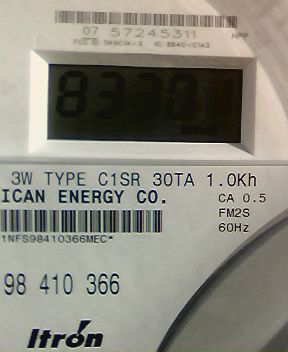 07 57245311 MPP
83301
3W TYPE C1SR 30TA 1.0Kh
ICAN ENERGY CO. CA 0.5
FM2S
60Hz
1NFS98410366MEC*
98 410 366
Itron